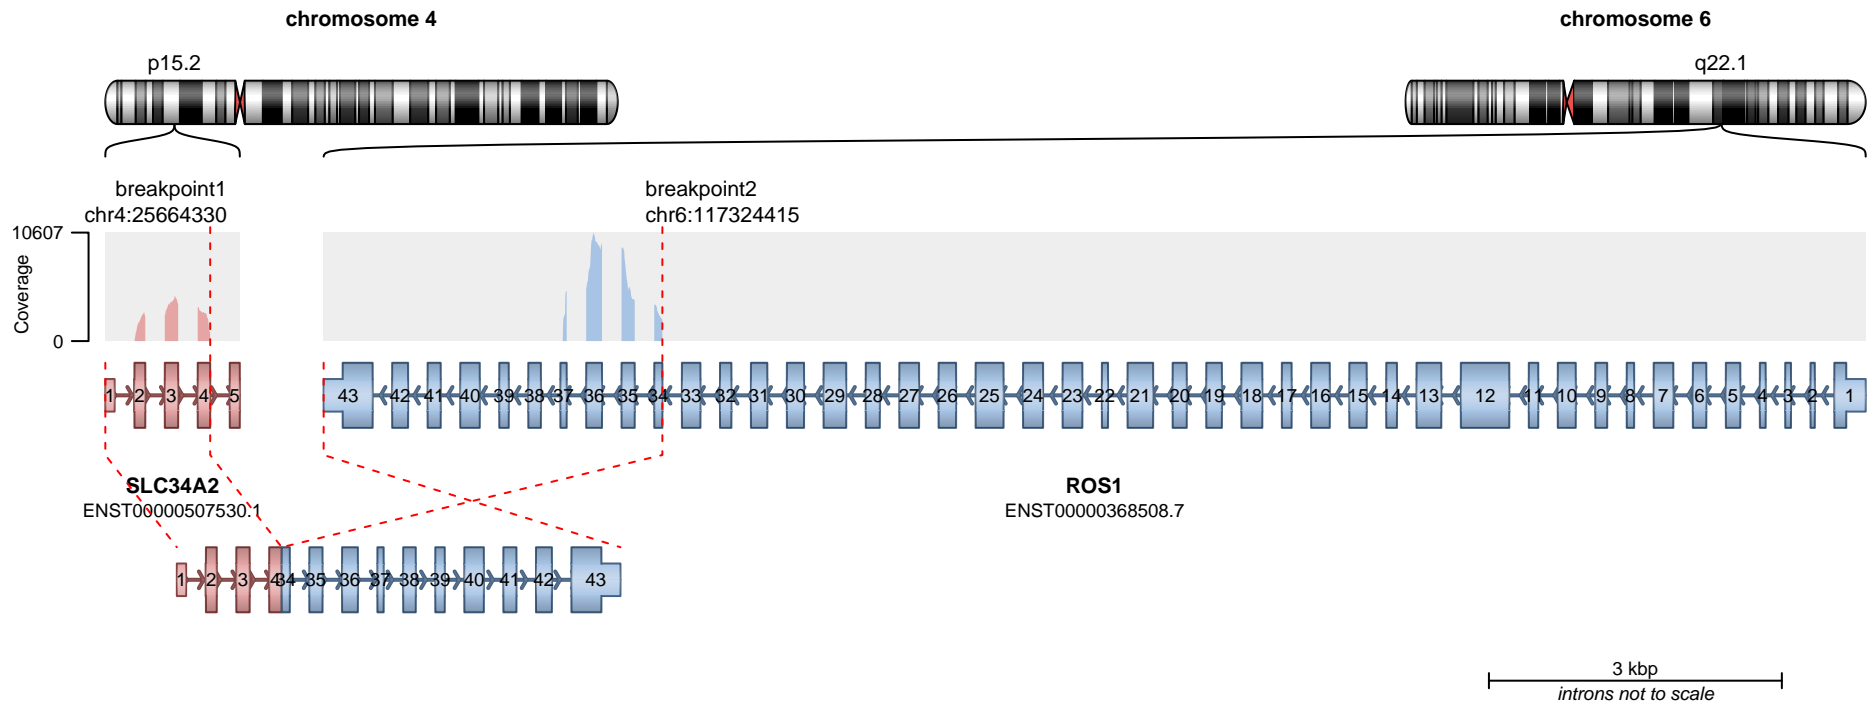 chromosome 4
chromosome 6
p15.2
q22.1
breakpoint1
chr4:25664330
breakpoint2
chr6:117324415
10607
Coverage
0
1 2 3 4 5
43 42 41 40 39 38 37 36 35 34 33 32 31 30 29 28 27 26 25 24 23 22 21 20 19 18 17 16 15 14 13 12 11 10 9 8 7 6 5 4 3 2 1
SLC34A2
ENST00000507530.1
ROS1
ENST00000368508.7
1 2 3 4 34 35 36 37 38 39 40 41 42 43
3 kbp
introns not to scale